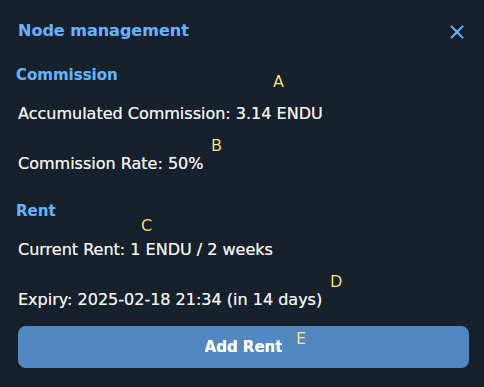 Node management
Commission
A
Accumulated Commission: 3.14 ENDU
B
Commission Rate: 50%
Rent
C
Current Rent: 1 ENDU / 2 weeks
D
Expiry: 2025-02-18 21:34 (in 14 days)
Add Rent E